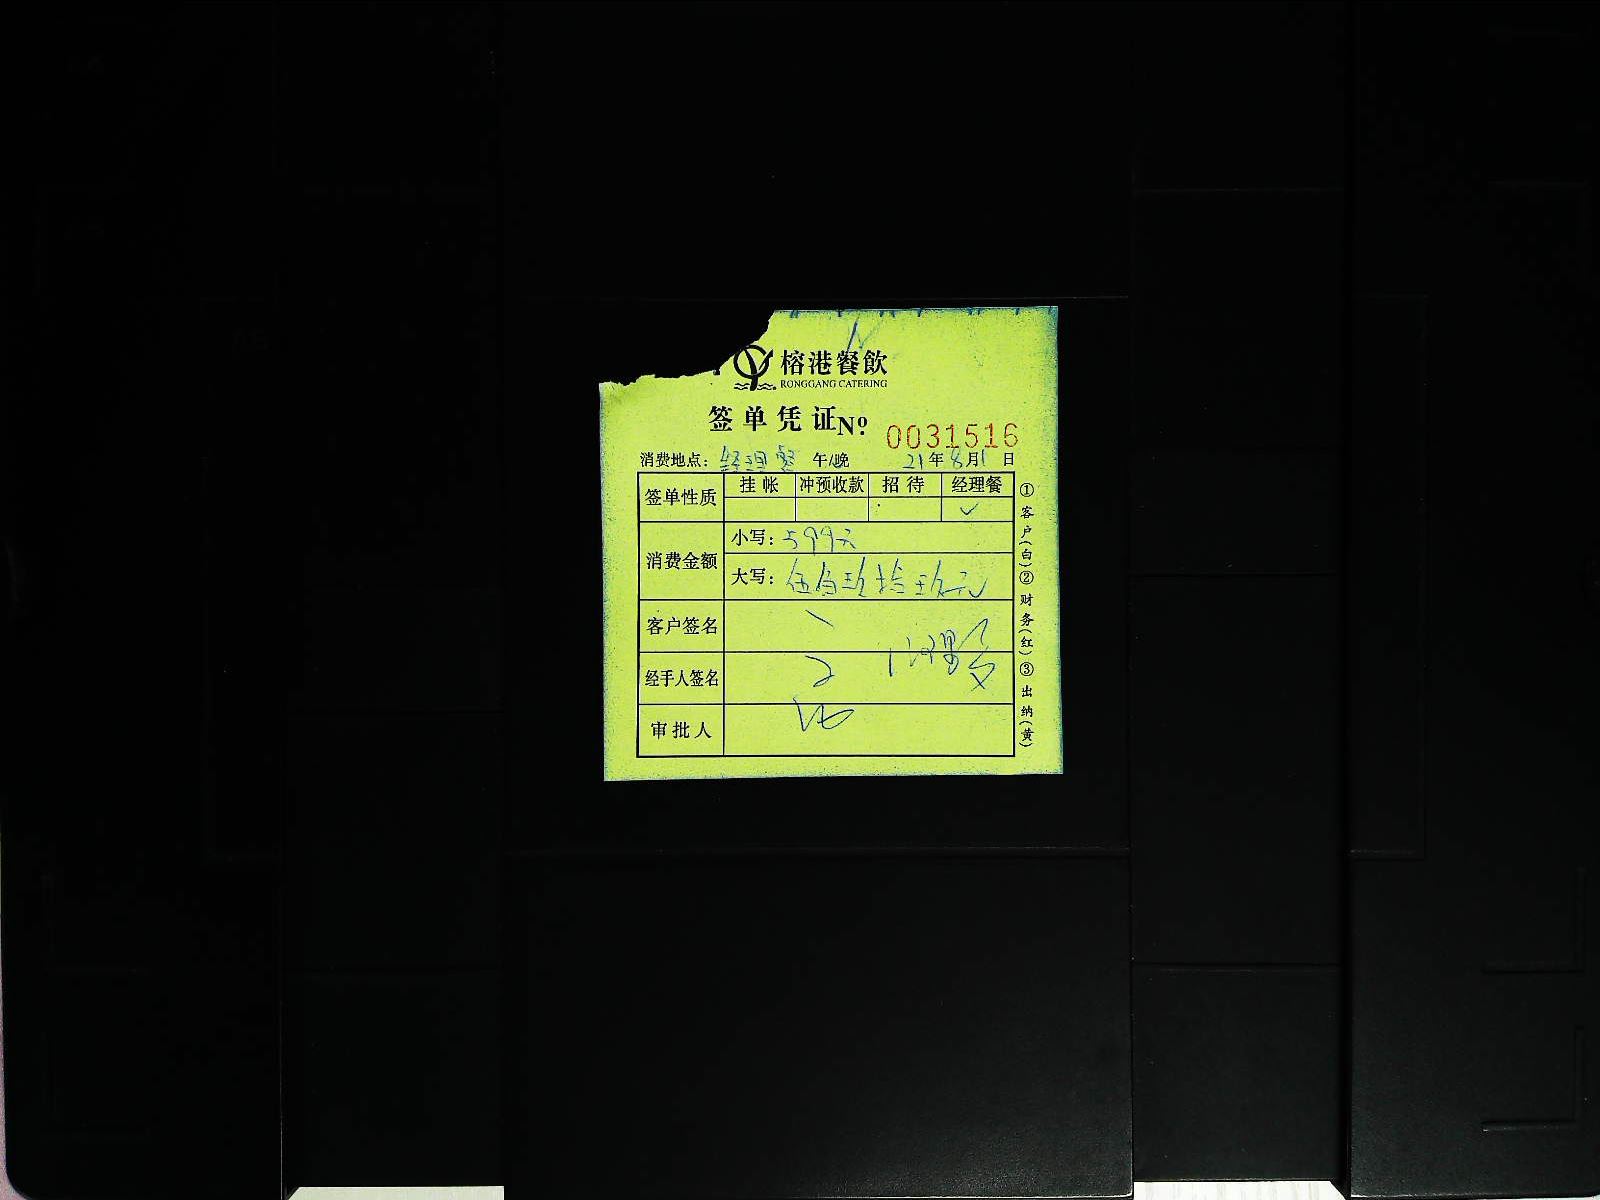 榕港餐飲
RONGGANG CATERING
签单凭证 Nº 0031516
消费地点: 经理餐 午/晚 21年8月1日
签单性质 挂帐 冲预收款 招待 经理餐
✓
消费金额 小写: 599元
大写: 伍佰玖拾玖元
客户签名
经手人签名
审批人
①客户(白)②财务(红)③出纳(黄)